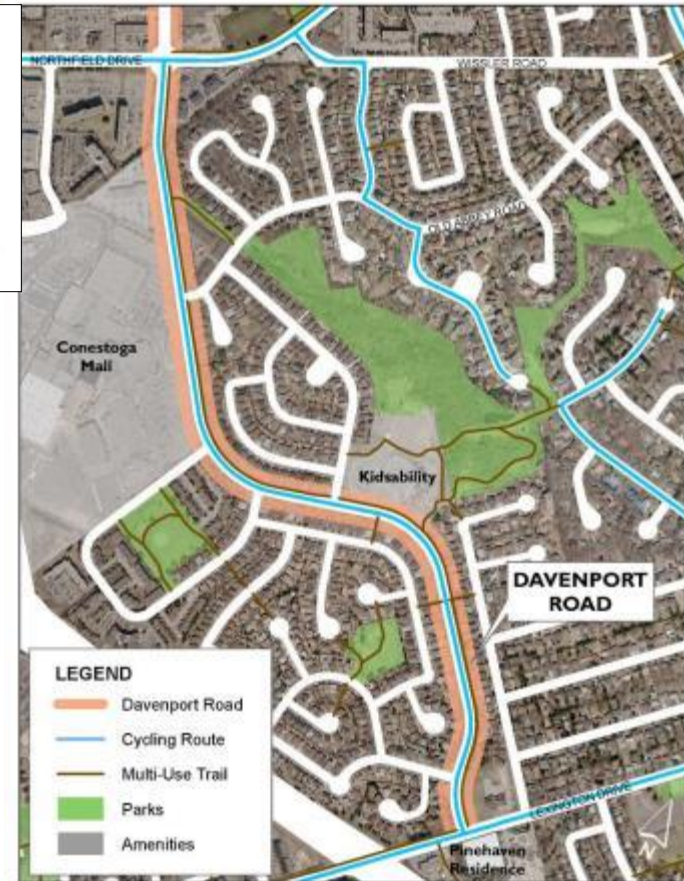 NORTHFIELD DRIVE
WISSLER ROAD
OLD ABBEY ROAD
Conestoga
Mall
Kidsability
DAVENPORT
ROAD
LEGEND
Davenport Road
Cycling Route
Multi-Use Trail
Parks
Amenities
LEXINGTON DRIVE
Pinehaven
Residence
N